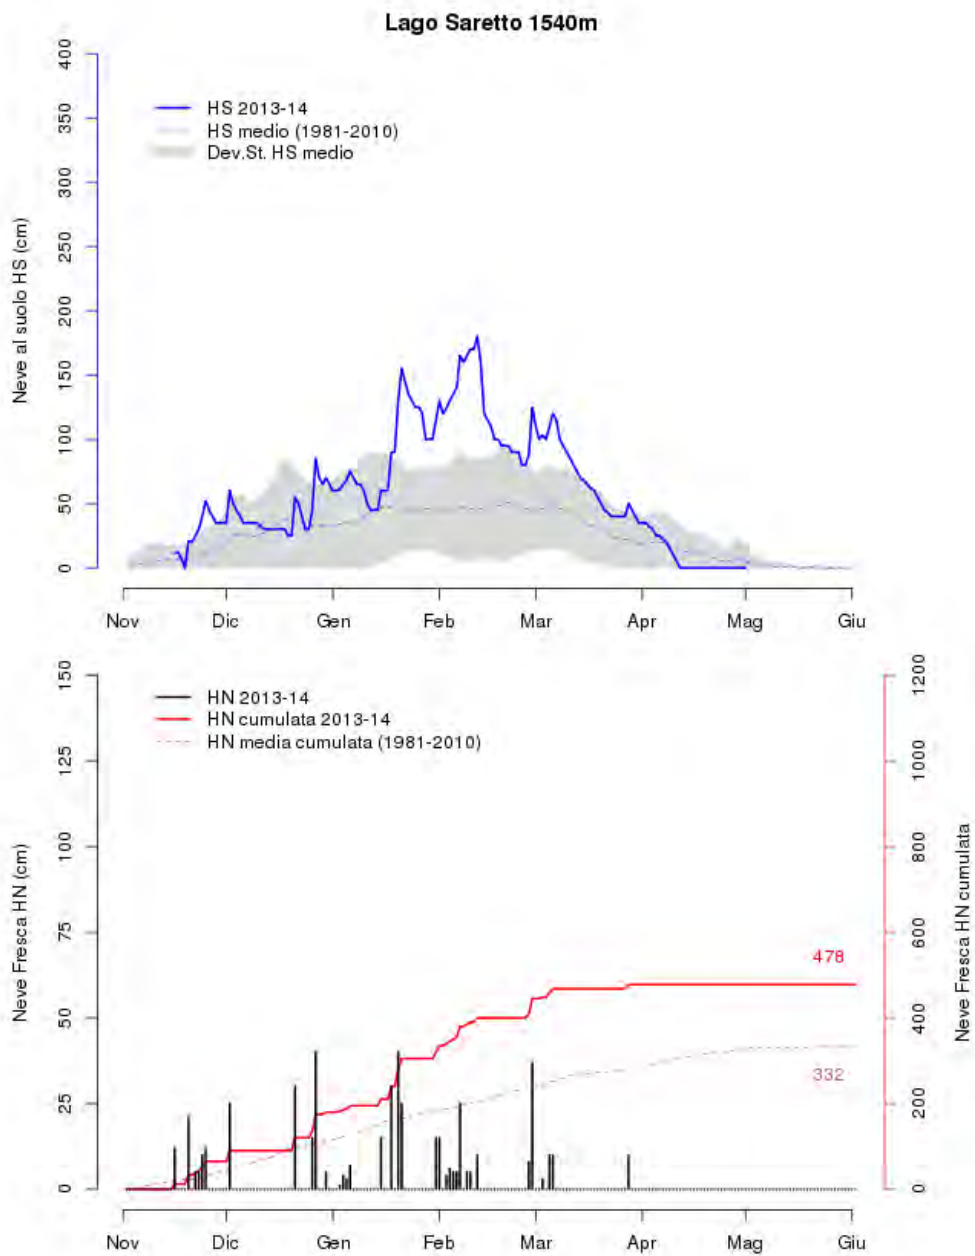 Lago Saretto 1540m
400
350
300
250
200
150
100
50
0
Neve al suolo HS (cm)
HS 2013-14
HS medio (1981-2010)
Dev.St. HS medio
Nov Dic Gen Feb Mar Apr Mag Giu
150
125
100
75
50
25
0
Neve Fresca HN (cm)
HN 2013-14
HN cumulata 2013-14
HN media cumulata (1981-2010)
478
332
1200
1000
800
600
400
200
0
Neve Fresca HN cumulata
Nov Dic Gen Feb Mar Apr Mag Giu